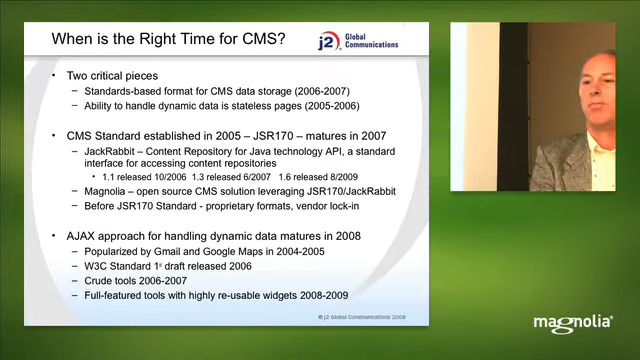 When is the Right Time for CMS?
j2 Global Communications
• Two critical pieces
– Standards-based format for CMS data storage (2006-2007)
– Ability to handle dynamic data is stateless pages (2005-2006)
• CMS Standard established in 2005 – JSR170 – matures in 2007
– JackRabbit – Content Repository for Java technology API, a standard
interface for accessing content repositories
• 1.1 released 10/2006 1.3 released 6/2007 1.6 released 8/2009
– Magnolia – open source CMS solution leveraging JSR170/JackRabbit
– Before JSR170 Standard - proprietary formats, vendor lock-in
• AJAX approach for handling dynamic data matures in 2008
– Popularized by Gmail and Google Maps in 2004-2005
– W3C Standard 1st draft released 2006
– Crude tools 2006-2007
– Full-featured tools with highly re-usable widgets 2008-2009
© j2 Global Communications 2009
magnolia®